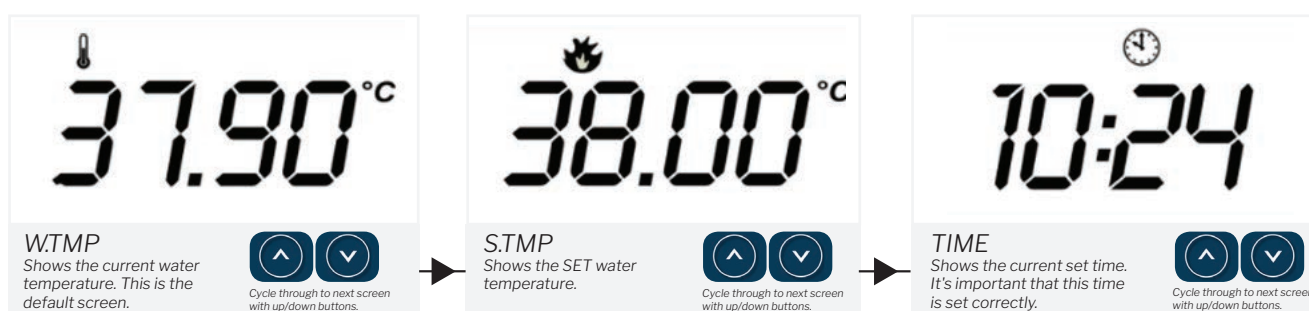 37.90°C
38.00°C
10:24
W.TMP
Shows the current water
temperature. This is the
default screen.
Cycle through to next screen
with up/down buttons.
S.TMP
Shows the SET water
temperature.
Cycle through to next screen
with up/down buttons.
TIME
Shows the current set time.
It's important that this time
is set correctly.
Cycle through to next screen
with up/down buttons.